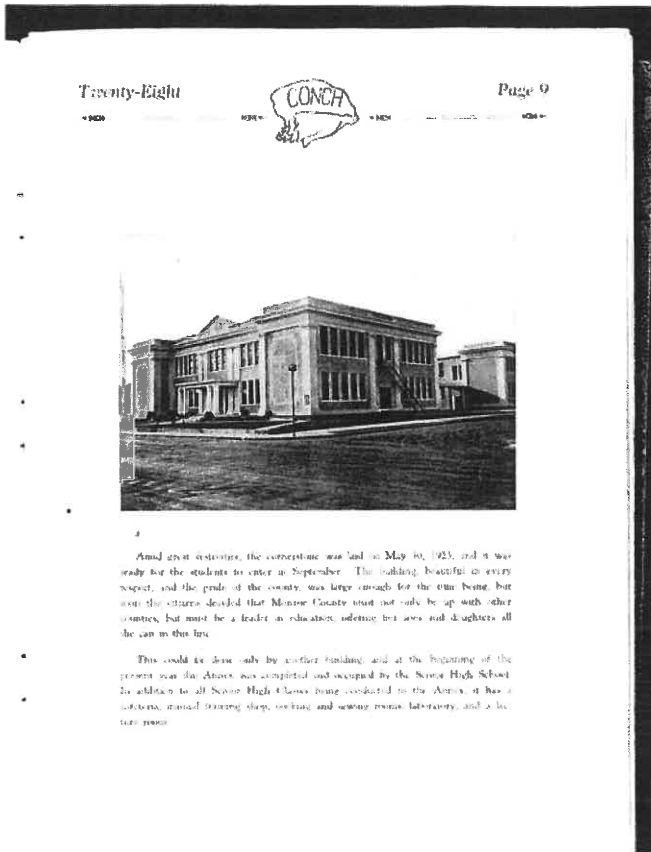 Twenty-Eight
CONCH
Page 9
Amid great festivities, the cornerstone was laid on May 30, 1923, and it was
ready for the students to enter in September. The building, beautiful in every
respect, and the pride of the county, was large enough for the time being, but
soon the citizens decided that Monroe County must not only be up with other
counties, but must be a leader in education, offering her sons and daughters all
she can in this line.
This could be done only by another building, and at the beginning of the
present year the Annex was completed and occupied by the Senior High School.
In addition to all Senior High Classes being conducted in the Annex, it has a
cafeteria, manual training shop, cooking and sewing rooms, laboratory, and a lec-
ture room.